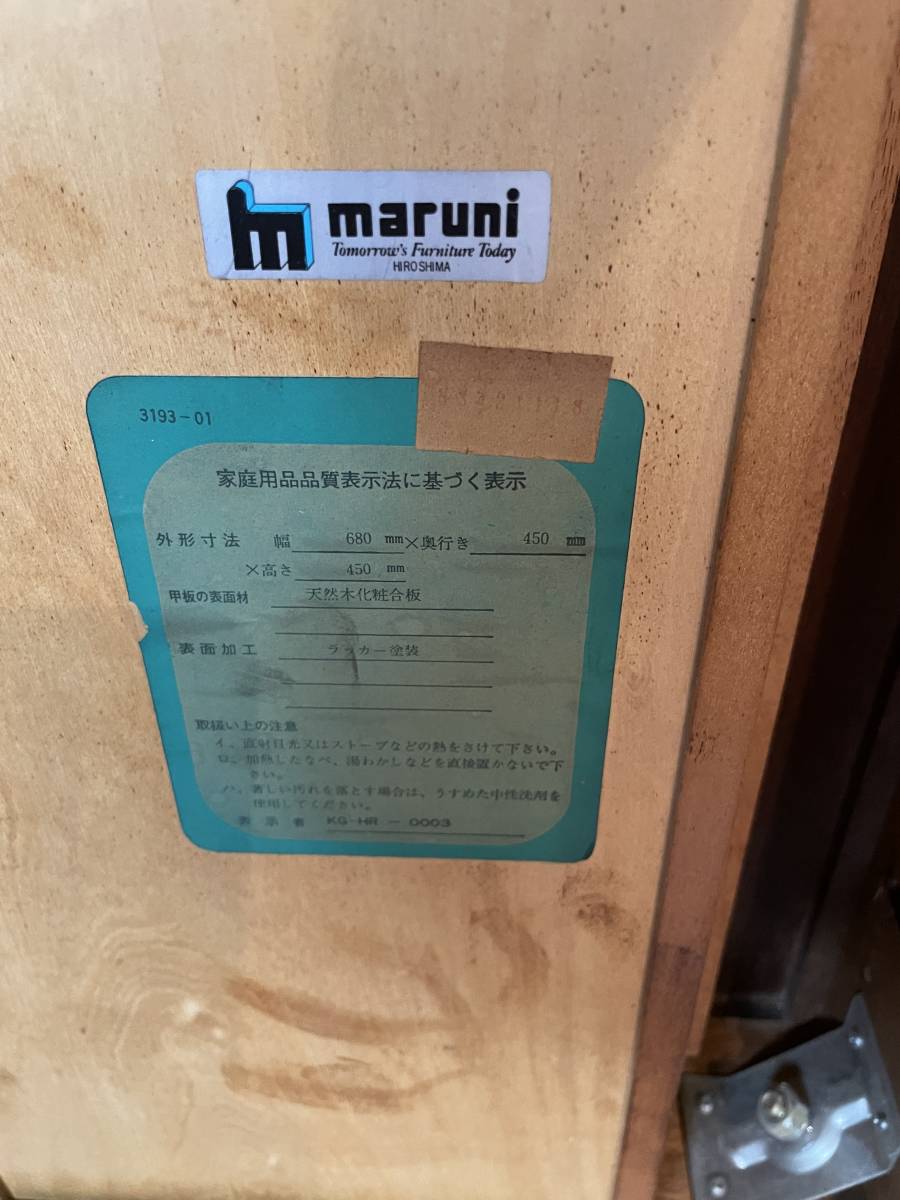 maruni
Tomorrow's Furniture Today
HIROSHIMA
3193-01
家庭用品品質表示法に基づく表示
外形寸法 幅 680 mm×奥行き 450 mm
×高さ 450 mm
甲板の表面材 天然木化粧合板
表面加工 ラッカー塗装
取扱い上の注意
イ、直射日光又はストーブなどの熱をさけて下さい。
ロ、加熱したなべ、湯わかしなどを直接置かないで下
さい。
ハ、著しい汚れを落とす場合は、うすめた中性洗剤を
使用してください。
表示者 KG-HR-0003